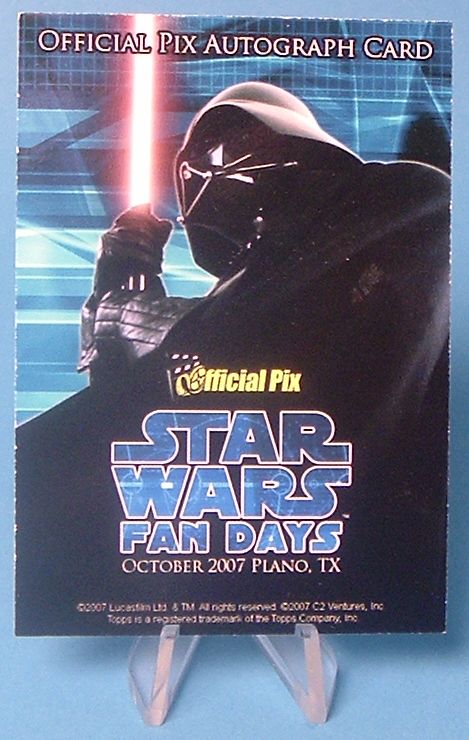 OFFICIAL PIX AUTOGRAPH CARD
Official Pix
STAR
WARS™
FAN DAYS
OCTOBER 2007 PLANO, TX
©2007 Lucasfilm Ltd. & TM. All rights reserved. ©2007 C2 Ventures, Inc.
Topps is a registered trademark of the Topps Company, Inc.